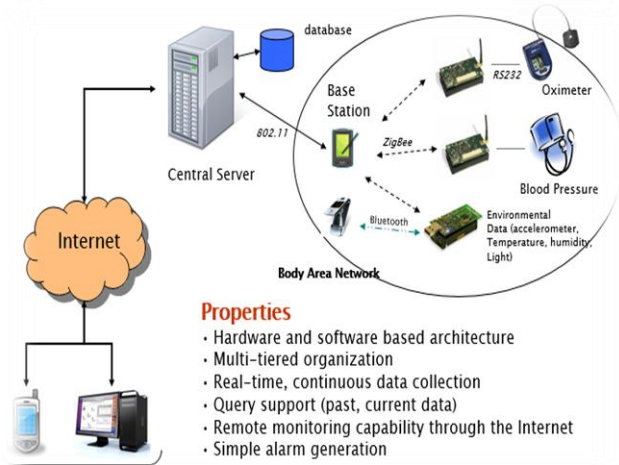 database
Base
Station
RS232
Oximeter
802.11
ZigBee
Central Server
Blood Pressure
Bluetooth
Environmental
Data (accelerometer,
Temperature, humidity,
Light)
Internet
Body Area Network
Properties
· Hardware and software based architecture
· Multi-tiered organization
· Real-time, continuous data collection
· Query support (past, current data)
· Remote monitoring capability through the Internet
· Simple alarm generation